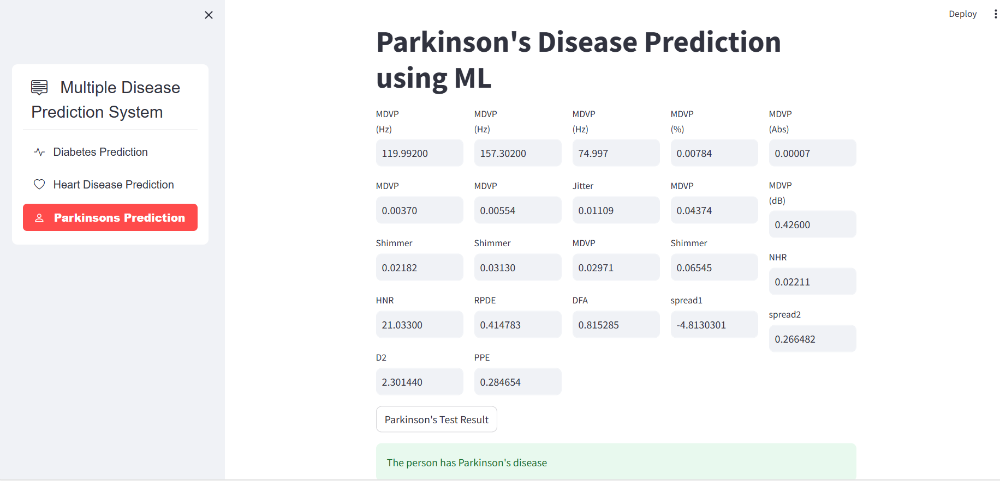 Deploy
Multiple Disease
Prediction System
Diabetes Prediction
Heart Disease Prediction
Parkinsons Prediction
Parkinson's Disease Prediction
using ML
MDVP MDVP MDVP MDVP MDVP
(Hz) (Hz) (Hz) (%) (Abs)
119.99200 157.30200 74.997 0.00784 0.00007
MDVP MDVP Jitter MDVP MDVP
(dB)
0.00370 0.00554 0.01109 0.04374 0.42600
Shimmer Shimmer MDVP Shimmer NHR
0.02182 0.03130 0.02971 0.06545 0.02211
HNR RPDE DFA spread1 spread2
21.03300 0.414783 0.815285 -4.8130301 0.266482
D2 PPE
2.301440 0.284654
Parkinson's Test Result
The person has Parkinson's disease